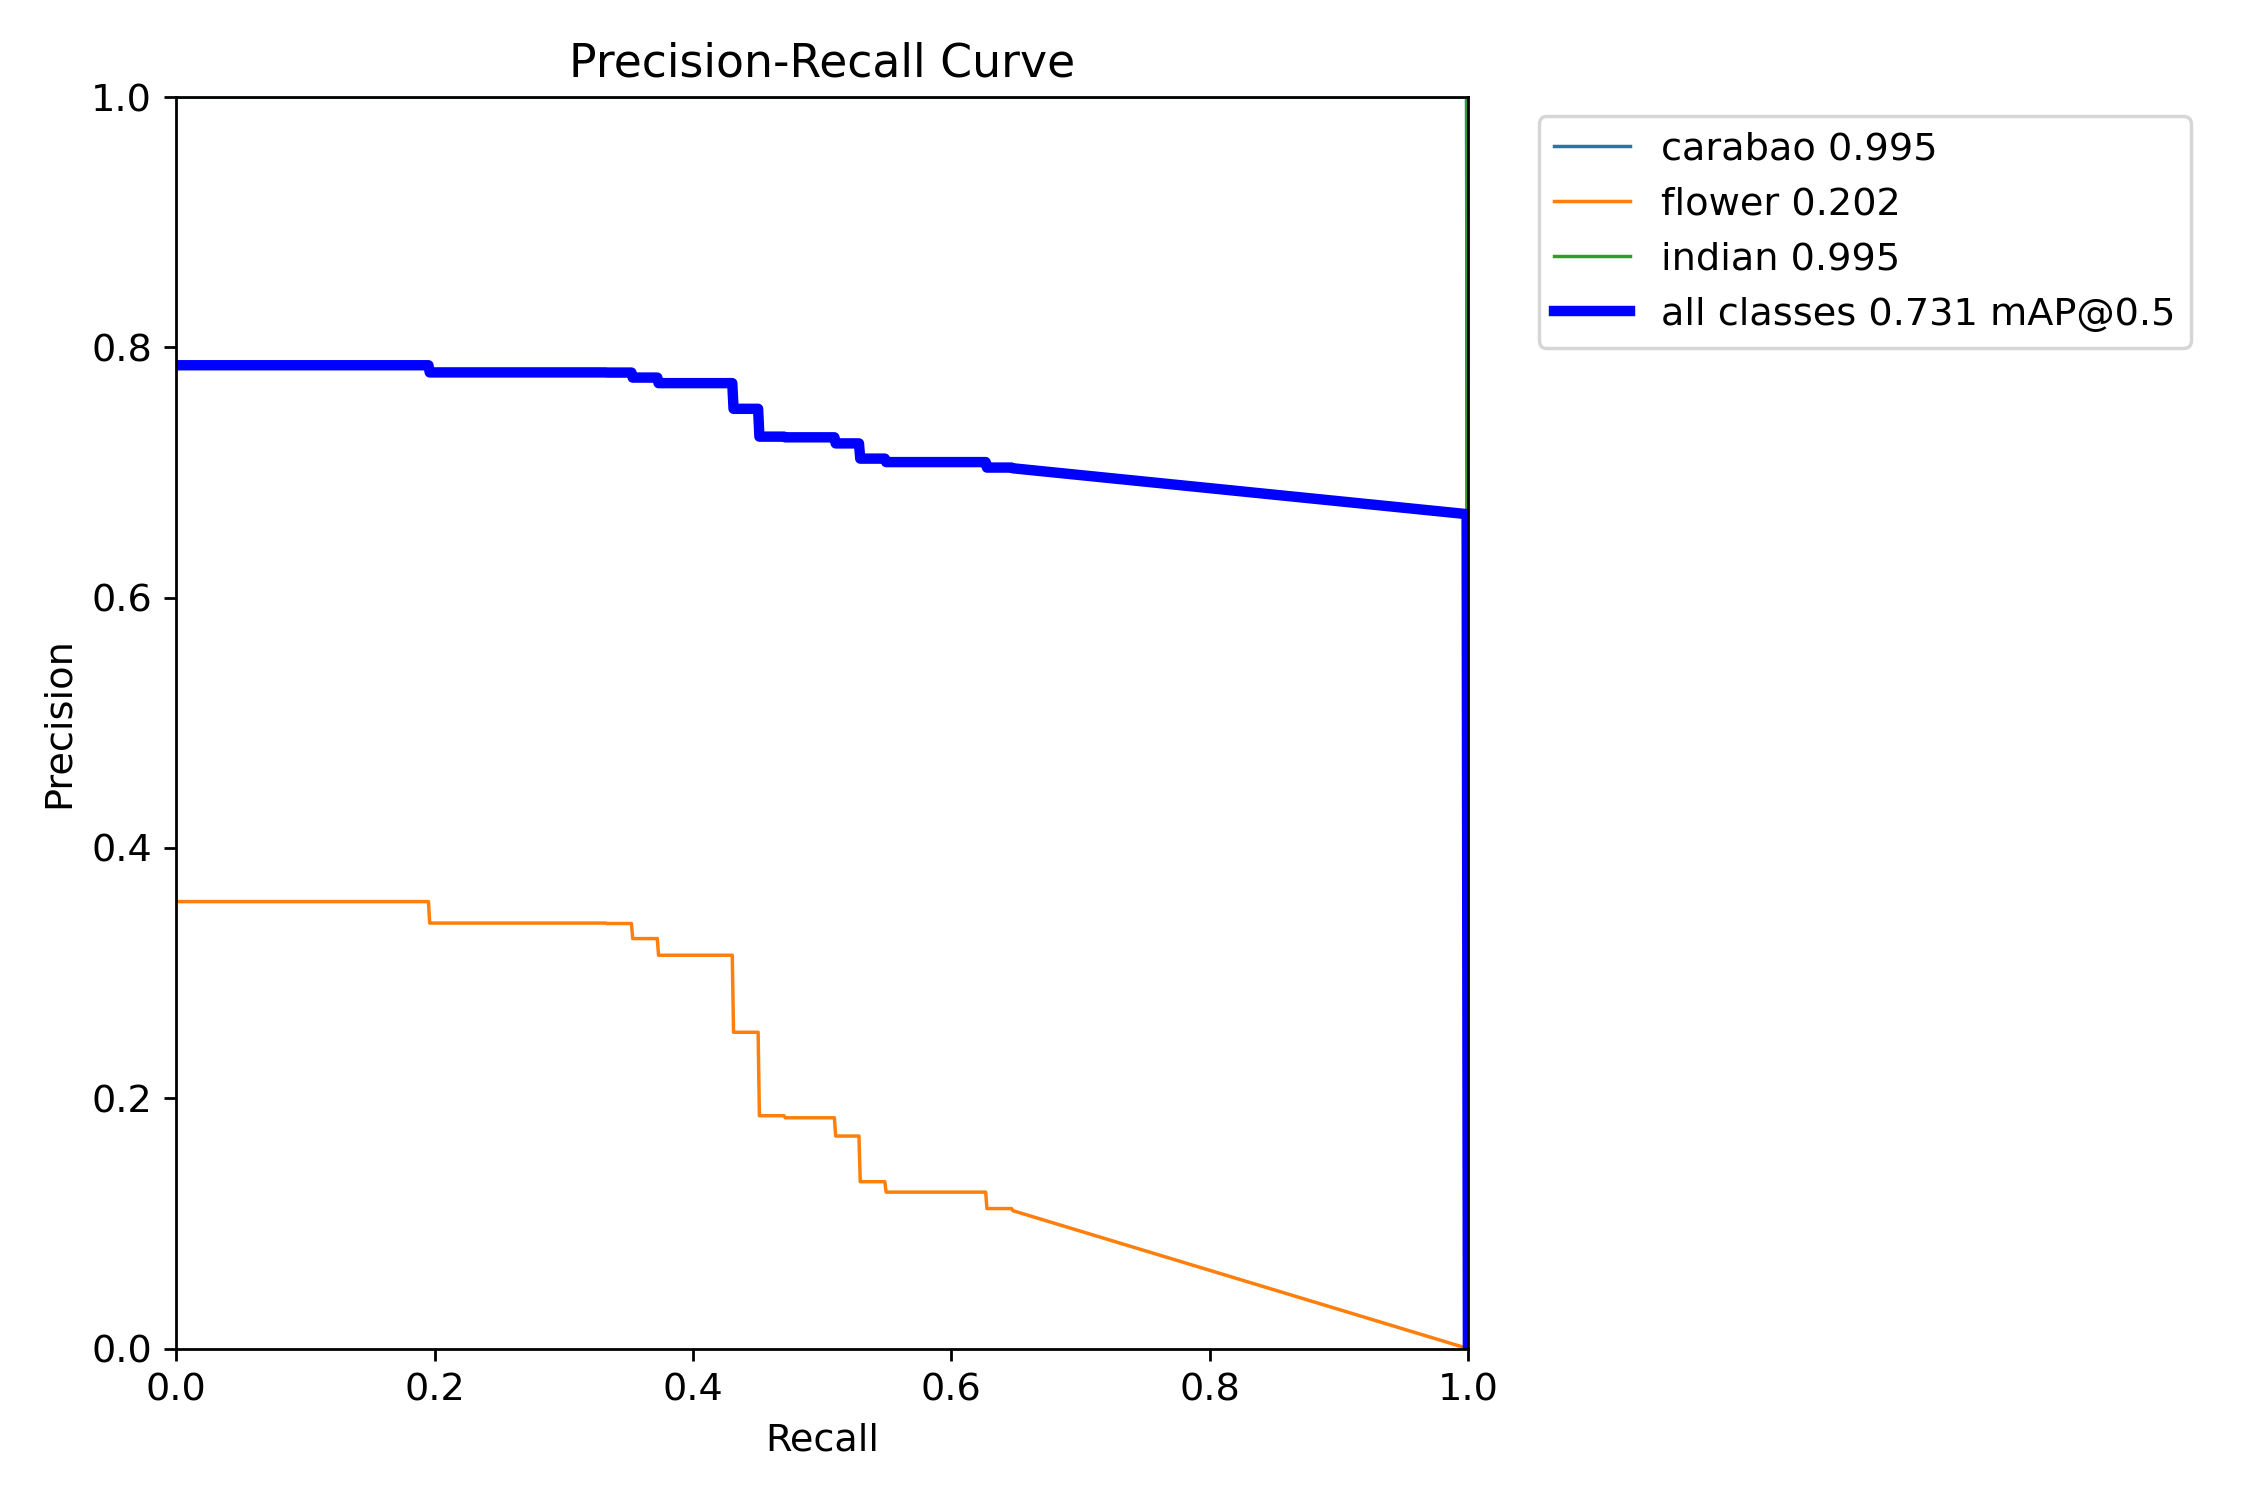 Precision-Recall Curve
1.0
0.8
0.6
0.4
0.2
0.0
Precision
0.0 0.2 0.4 0.6 0.8 1.0
Recall
carabao 0.995
flower 0.202
indian 0.995
all classes 0.731 mAP@0.5